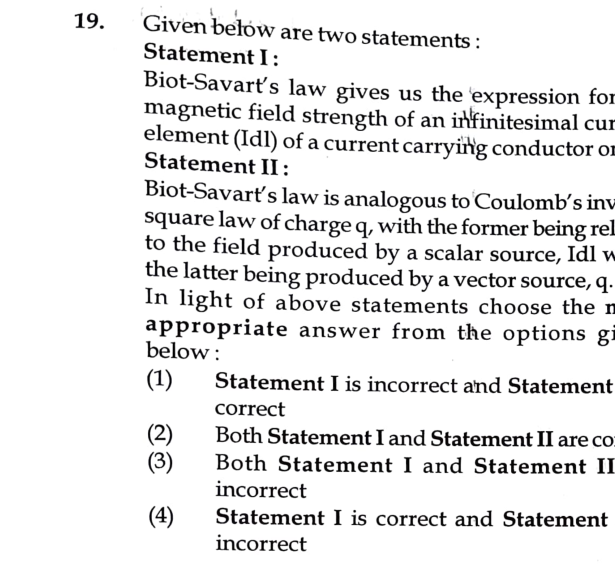 19. Given below are two statements :
Statement I :
Biot-Savart's law gives us the expression for
magnetic field strength of an infinitesimal cur
element (Idl) of a current carrying conductor on
Statement II :
Biot-Savart's law is analogous to Coulomb's inv
square law of charge q, with the former being rel
to the field produced by a scalar source, Idl w
the latter being produced by a vector source, q.
In light of above statements choose the m
appropriate answer from the options gi
below :
(1) Statement I is incorrect and Statement
correct
(2) Both Statement I and Statement II are co
(3) Both Statement I and Statement II
incorrect
(4) Statement I is correct and Statement
incorrect